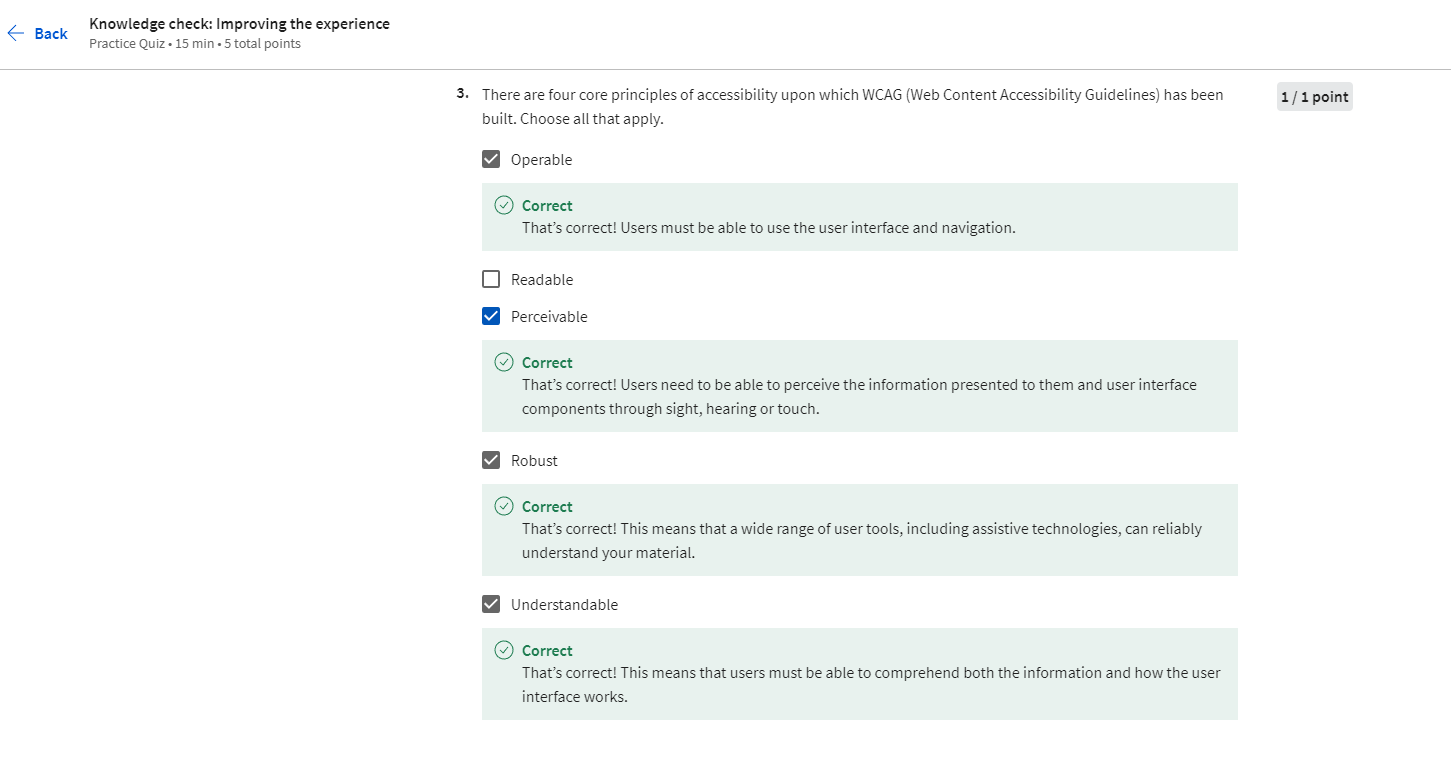 Back
Knowledge check: Improving the experience
Practice Quiz • 15 min • 5 total points
3. There are four core principles of accessibility upon which WCAG (Web Content Accessibility Guidelines) has been
built. Choose all that apply.
1 / 1 point
Operable
Correct
That’s correct! Users must be able to use the user interface and navigation.
Readable
Perceivable
Correct
That’s correct! Users need to be able to perceive the information presented to them and user interface
components through sight, hearing or touch.
Robust
Correct
That’s correct! This means that a wide range of user tools, including assistive technologies, can reliably
understand your material.
Understandable
Correct
That’s correct! This means that users must be able to comprehend both the information and how the user
interface works.